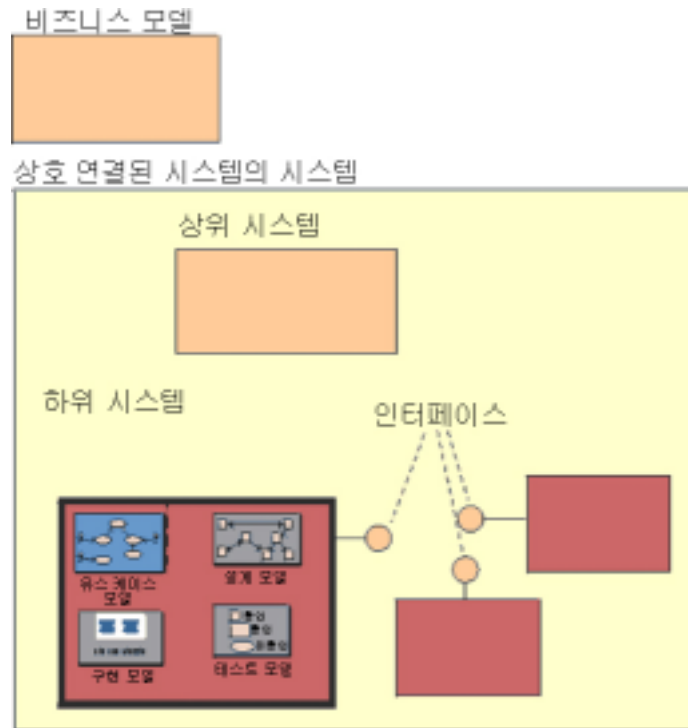 비즈니스 모델
상호 연결된 시스템의 시스템
상위 시스템
하위 시스템
인터페이스
유스 케이스
모델
설계 모델
구현 모델
테스트 모델